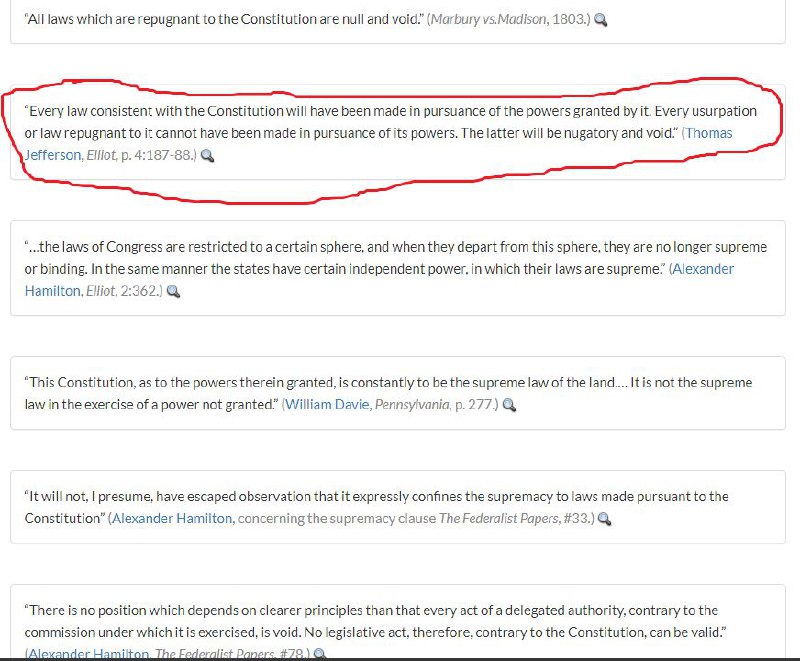 “All laws which are repugnant to the Constitution are null and void.” (Marbury vs.Madison, 1803.)
“Every law consistent with the Constitution will have been made in pursuance of the powers granted by it. Every usurpation
or law repugnant to it cannot have been made in pursuance of its powers. The latter will be nugatory and void.” (Thomas
Jefferson, Elliot, p. 4:187-88.)
“…the laws of Congress are restricted to a certain sphere, and when they depart from this sphere, they are no longer supreme
or binding. In the same manner the states have certain independent power, in which their laws are supreme.” (Alexander
Hamilton, Elliot, 2:362.)
“This Constitution, as to the powers therein granted, is constantly to be the supreme law of the land.… It is not the supreme
law in the exercise of a power not granted.” (William Davie, Pennsylvania, p. 277.)
“It will not, I presume, have escaped observation that it expressly confines the supremacy to laws made pursuant to the
Constitution” (Alexander Hamilton, concerning the supremacy clause The Federalist Papers, #33.)
“There is no position which depends on clearer principles than that every act of a delegated authority, contrary to the
commission under which it is exercised, is void. No legislative act, therefore, contrary to the Constitution, can be valid.”
(Alexander Hamilton, The Federalist Papers, #78.)